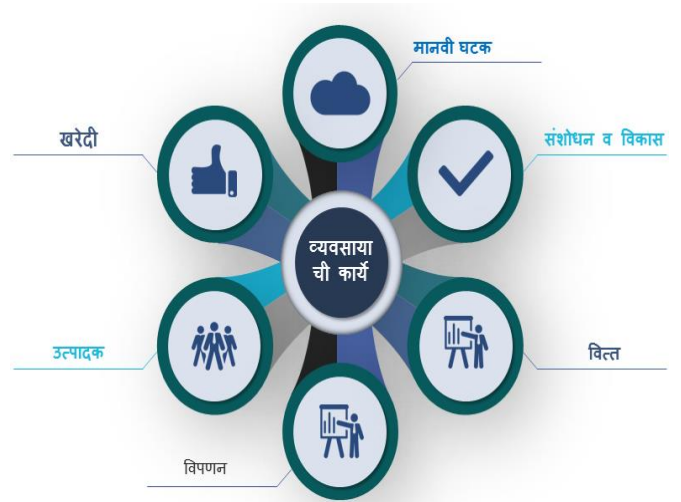 मानवी घटक
खरेदी
संशोधन व विकास
व्यवसाया
ची कार्ये
उत्पादक
वित्त
विपणन